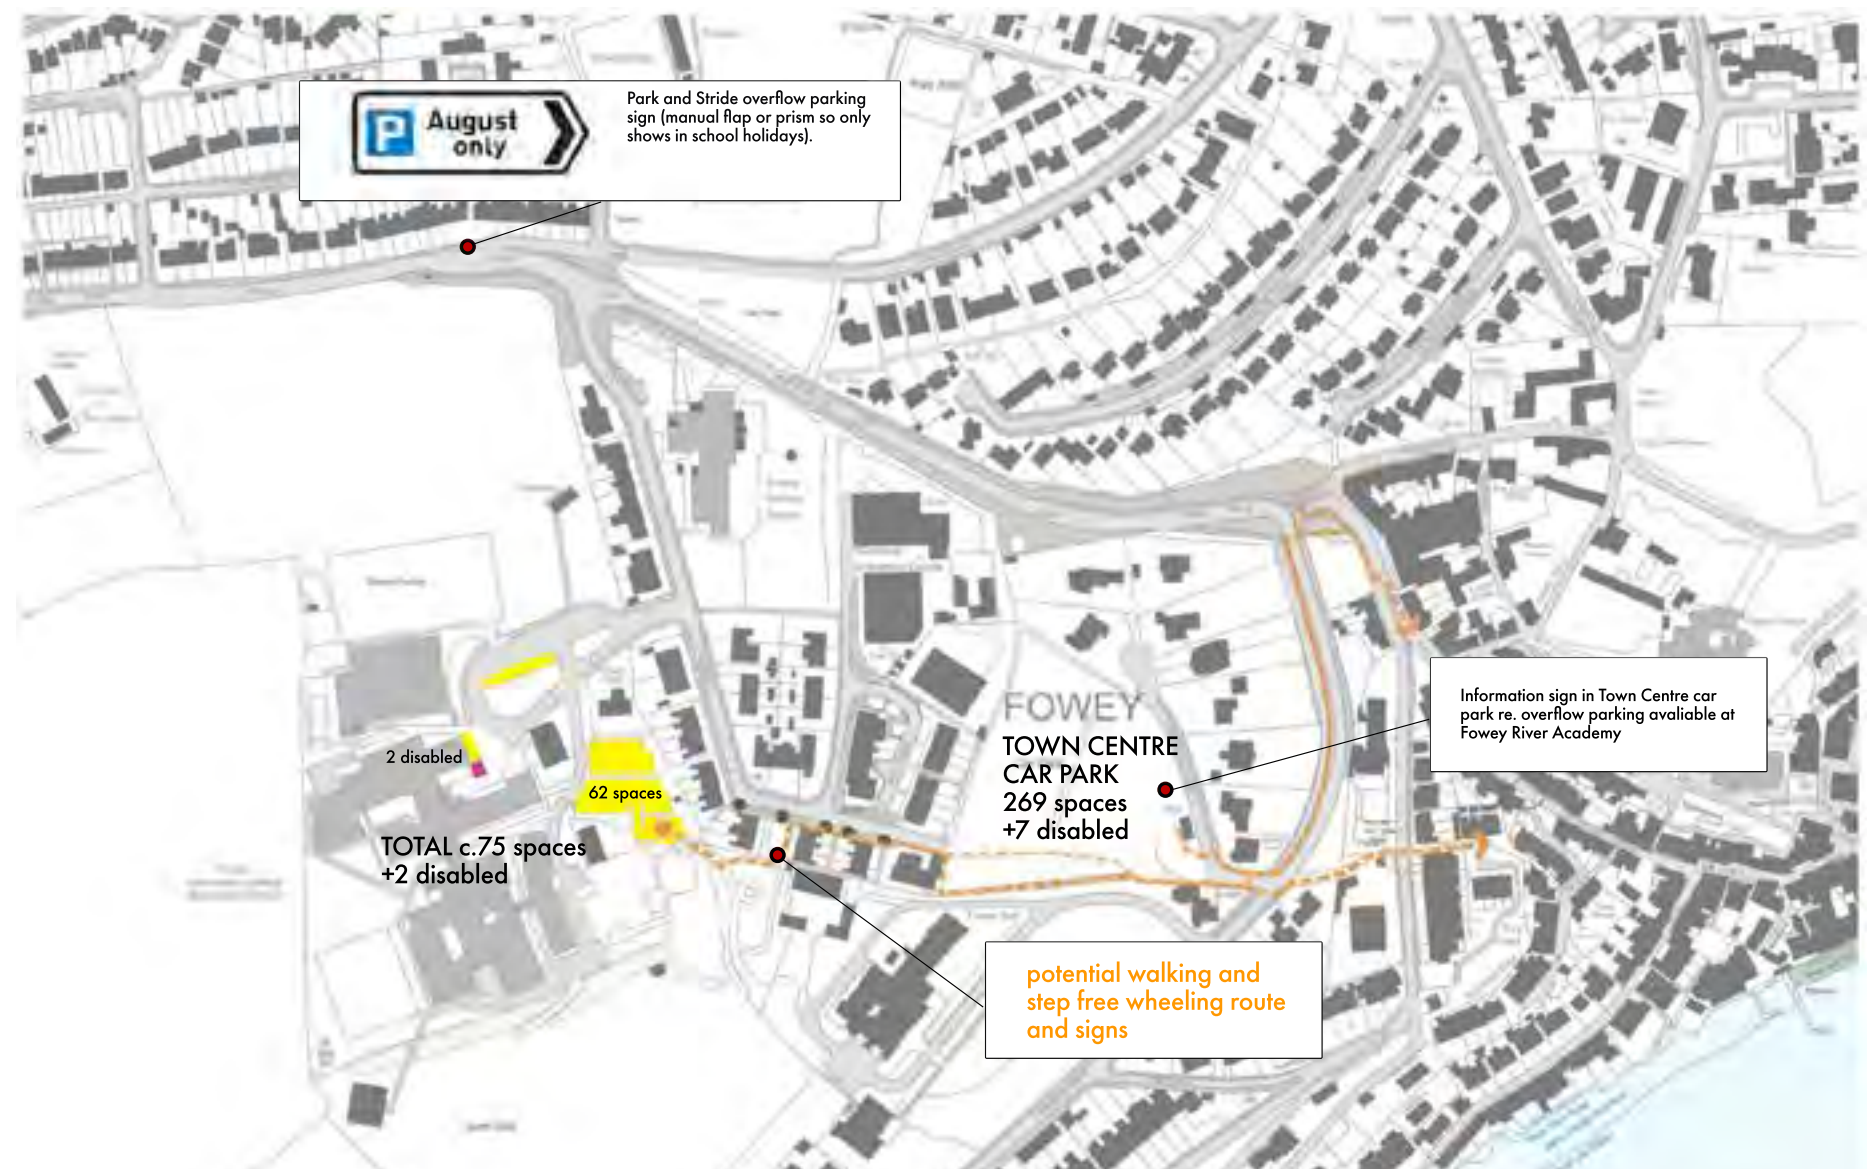 P
August
only
Park and Stride overflow parking
sign (manual flap or prism so only
shows in school holidays).
Information sign in Town Centre car
park re. overflow parking avaliable at
Fowey River Academy
FOWEY
TOWN CENTRE
CAR PARK
269 spaces
+7 disabled
2 disabled
62 spaces
TOTAL c.75 spaces
+2 disabled
potential walking and
step free wheeling route
and signs